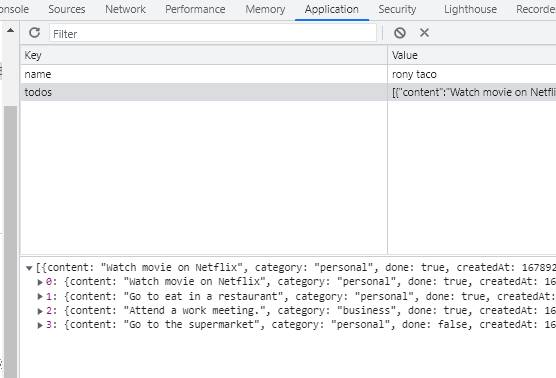 onsole Sources Network Performance Memory Application Security Lighthouse Recorde
Filter
Key Value
name rony taco
todos [{"content":"Watch movie on Netfli
[{content: "Watch movie on Netflix", category: "personal", done: true, createdAt: 167892
0: {content: "Watch movie on Netflix", category: "personal", done: true, createdAt: 16
1: {content: "Go to eat in a restaurant", category: "personal", done: true, createdAt:
2: {content: "Attend a work meeting.", category: "business", done: true, createdAt: 16
3: {content: "Go to the supermarket", category: "personal", done: false, createdAt: 16